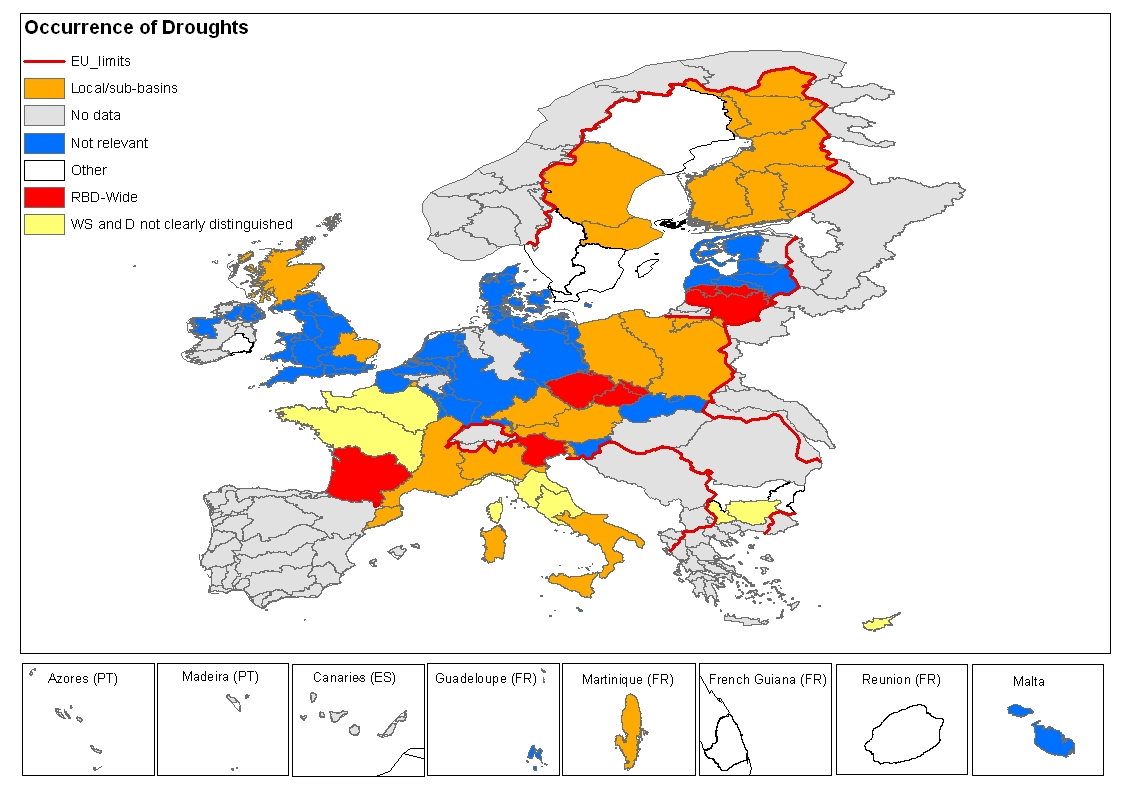 Occurrence of Droughts
EU_limits
Local/sub-basins
No data
Not relevant
Other
RBD-Wide
WS and D not clearly distinguished
Azores (PT)
Madeira (PT)
Canaries (ES)
Guadeloupe (FR)
Martinique (FR)
French Guiana (FR)
Reunion (FR)
Malta